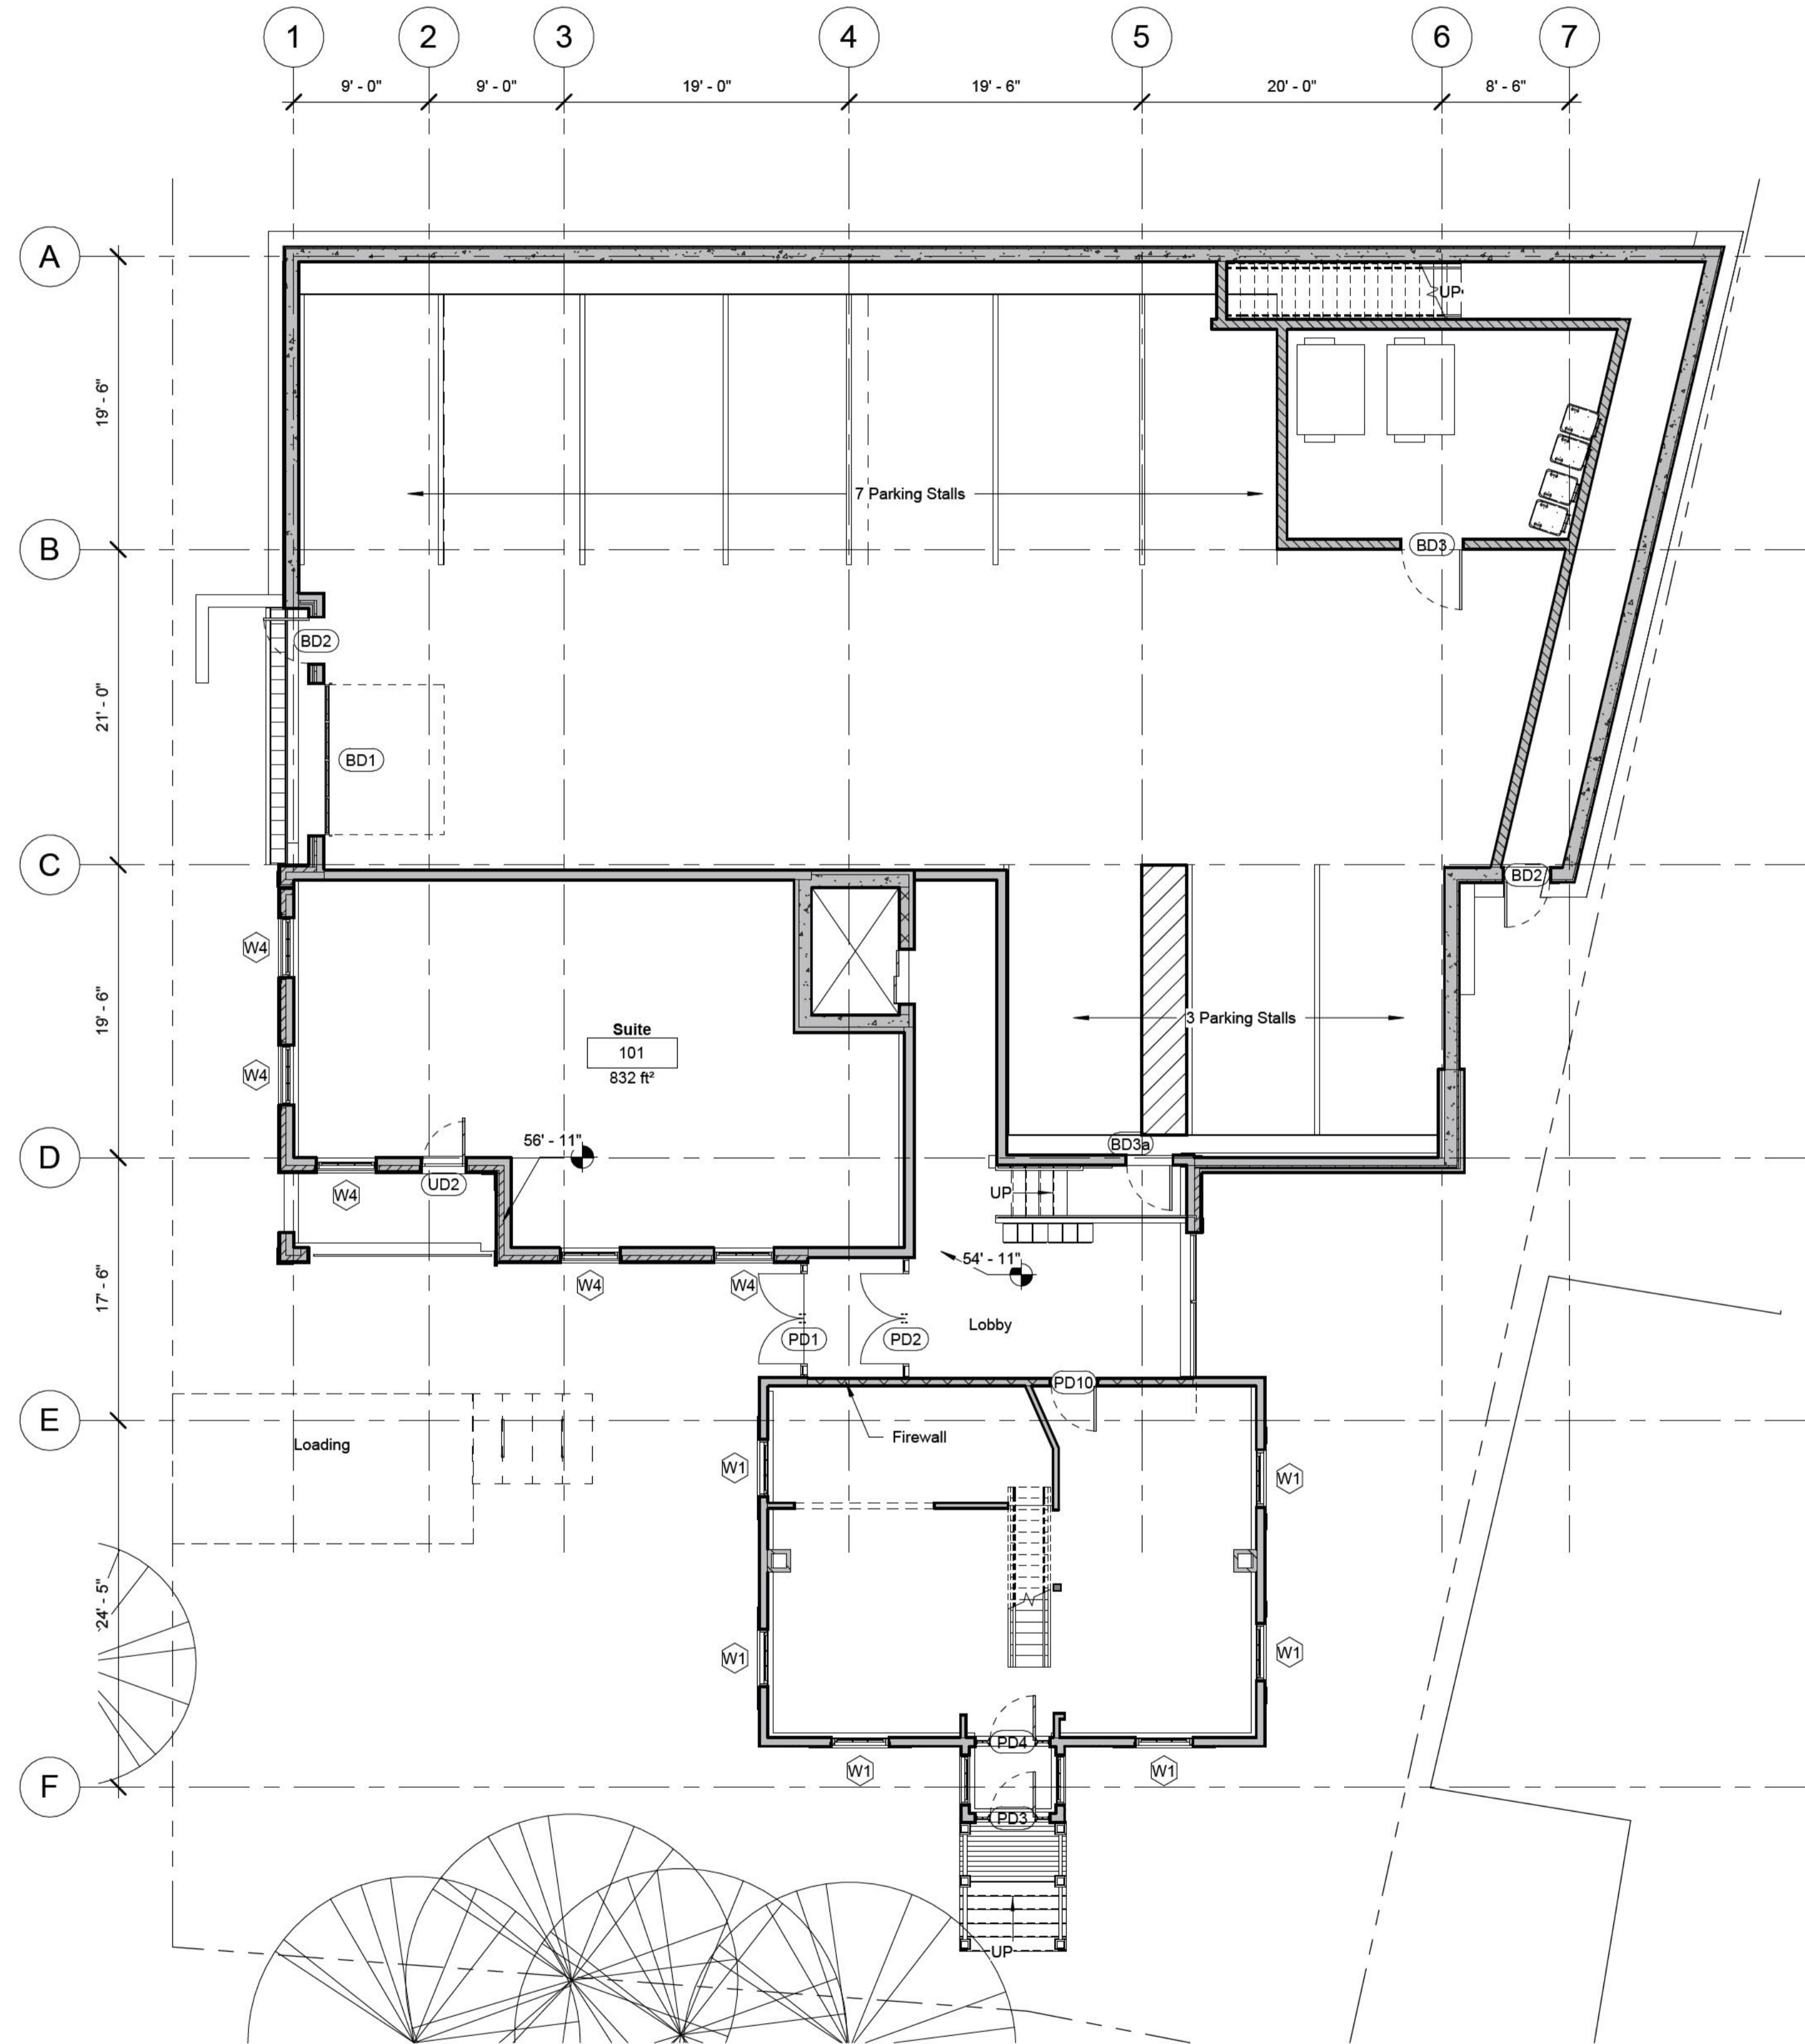 1 2 3 4 5 6 7
9' - 0" 9' - 0" 19' - 0" 19' - 6" 20' - 0" 8' - 6"
A
UP
19' - 6"
7 Parking Stalls
B
BD3
BD2
21' - 0"
BD1
C
BD2
W4
19' - 6"
3 Parking Stalls
Suite
101
832 ft²
W4
56' - 11"
BD3a
D
UD2
W4
UP
54' - 11"
17' - 6"
W4 W4
PD1 PD2
Lobby
PD10
E
Loading
Firewall
W1 W1
24' - 5"
W1 W1
PD4
W1 W1
F
PD3
UP